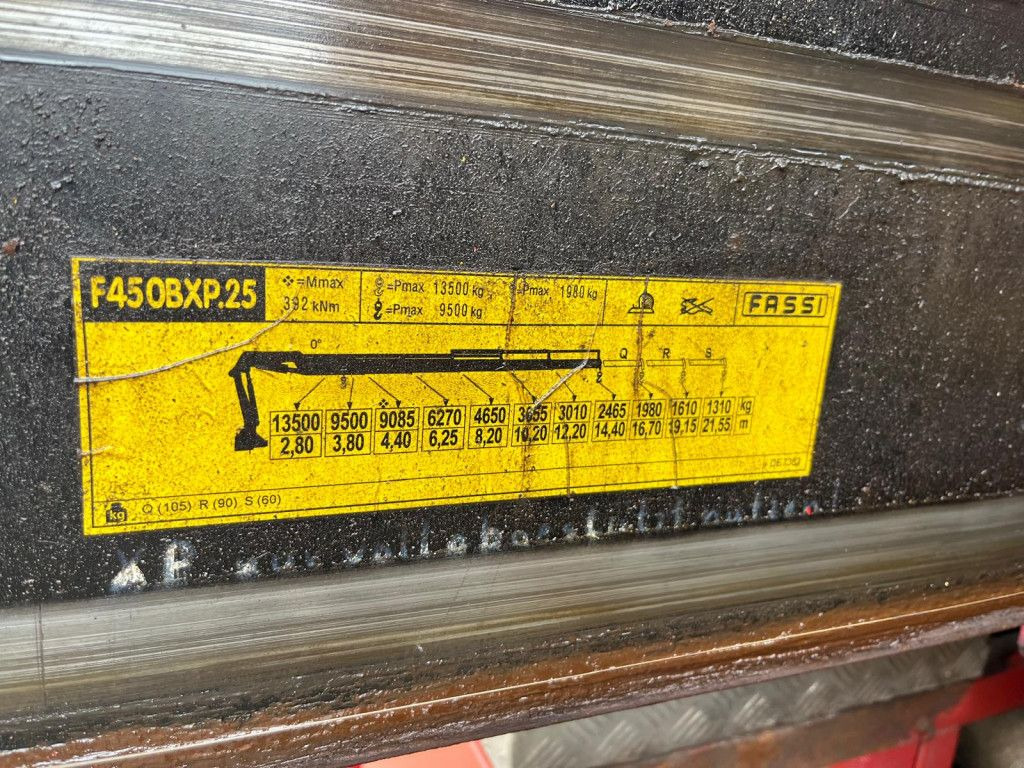 F450BXP.25
=Mmax
392 kNm
=Pmax 13500 kg
=Pmax 9500 kg
=Pmax 1980 kg
FASSI
0°
Q R S
13500 9500 9085 6270 4650 3655 3010 2465 1980 1610 1310 kg
2,80 3,80 4,40 6,25 8,20 10,20 12,20 14,40 16,70 19,15 21,55 m
kg Q (105) R (90) S (60)
XP nur